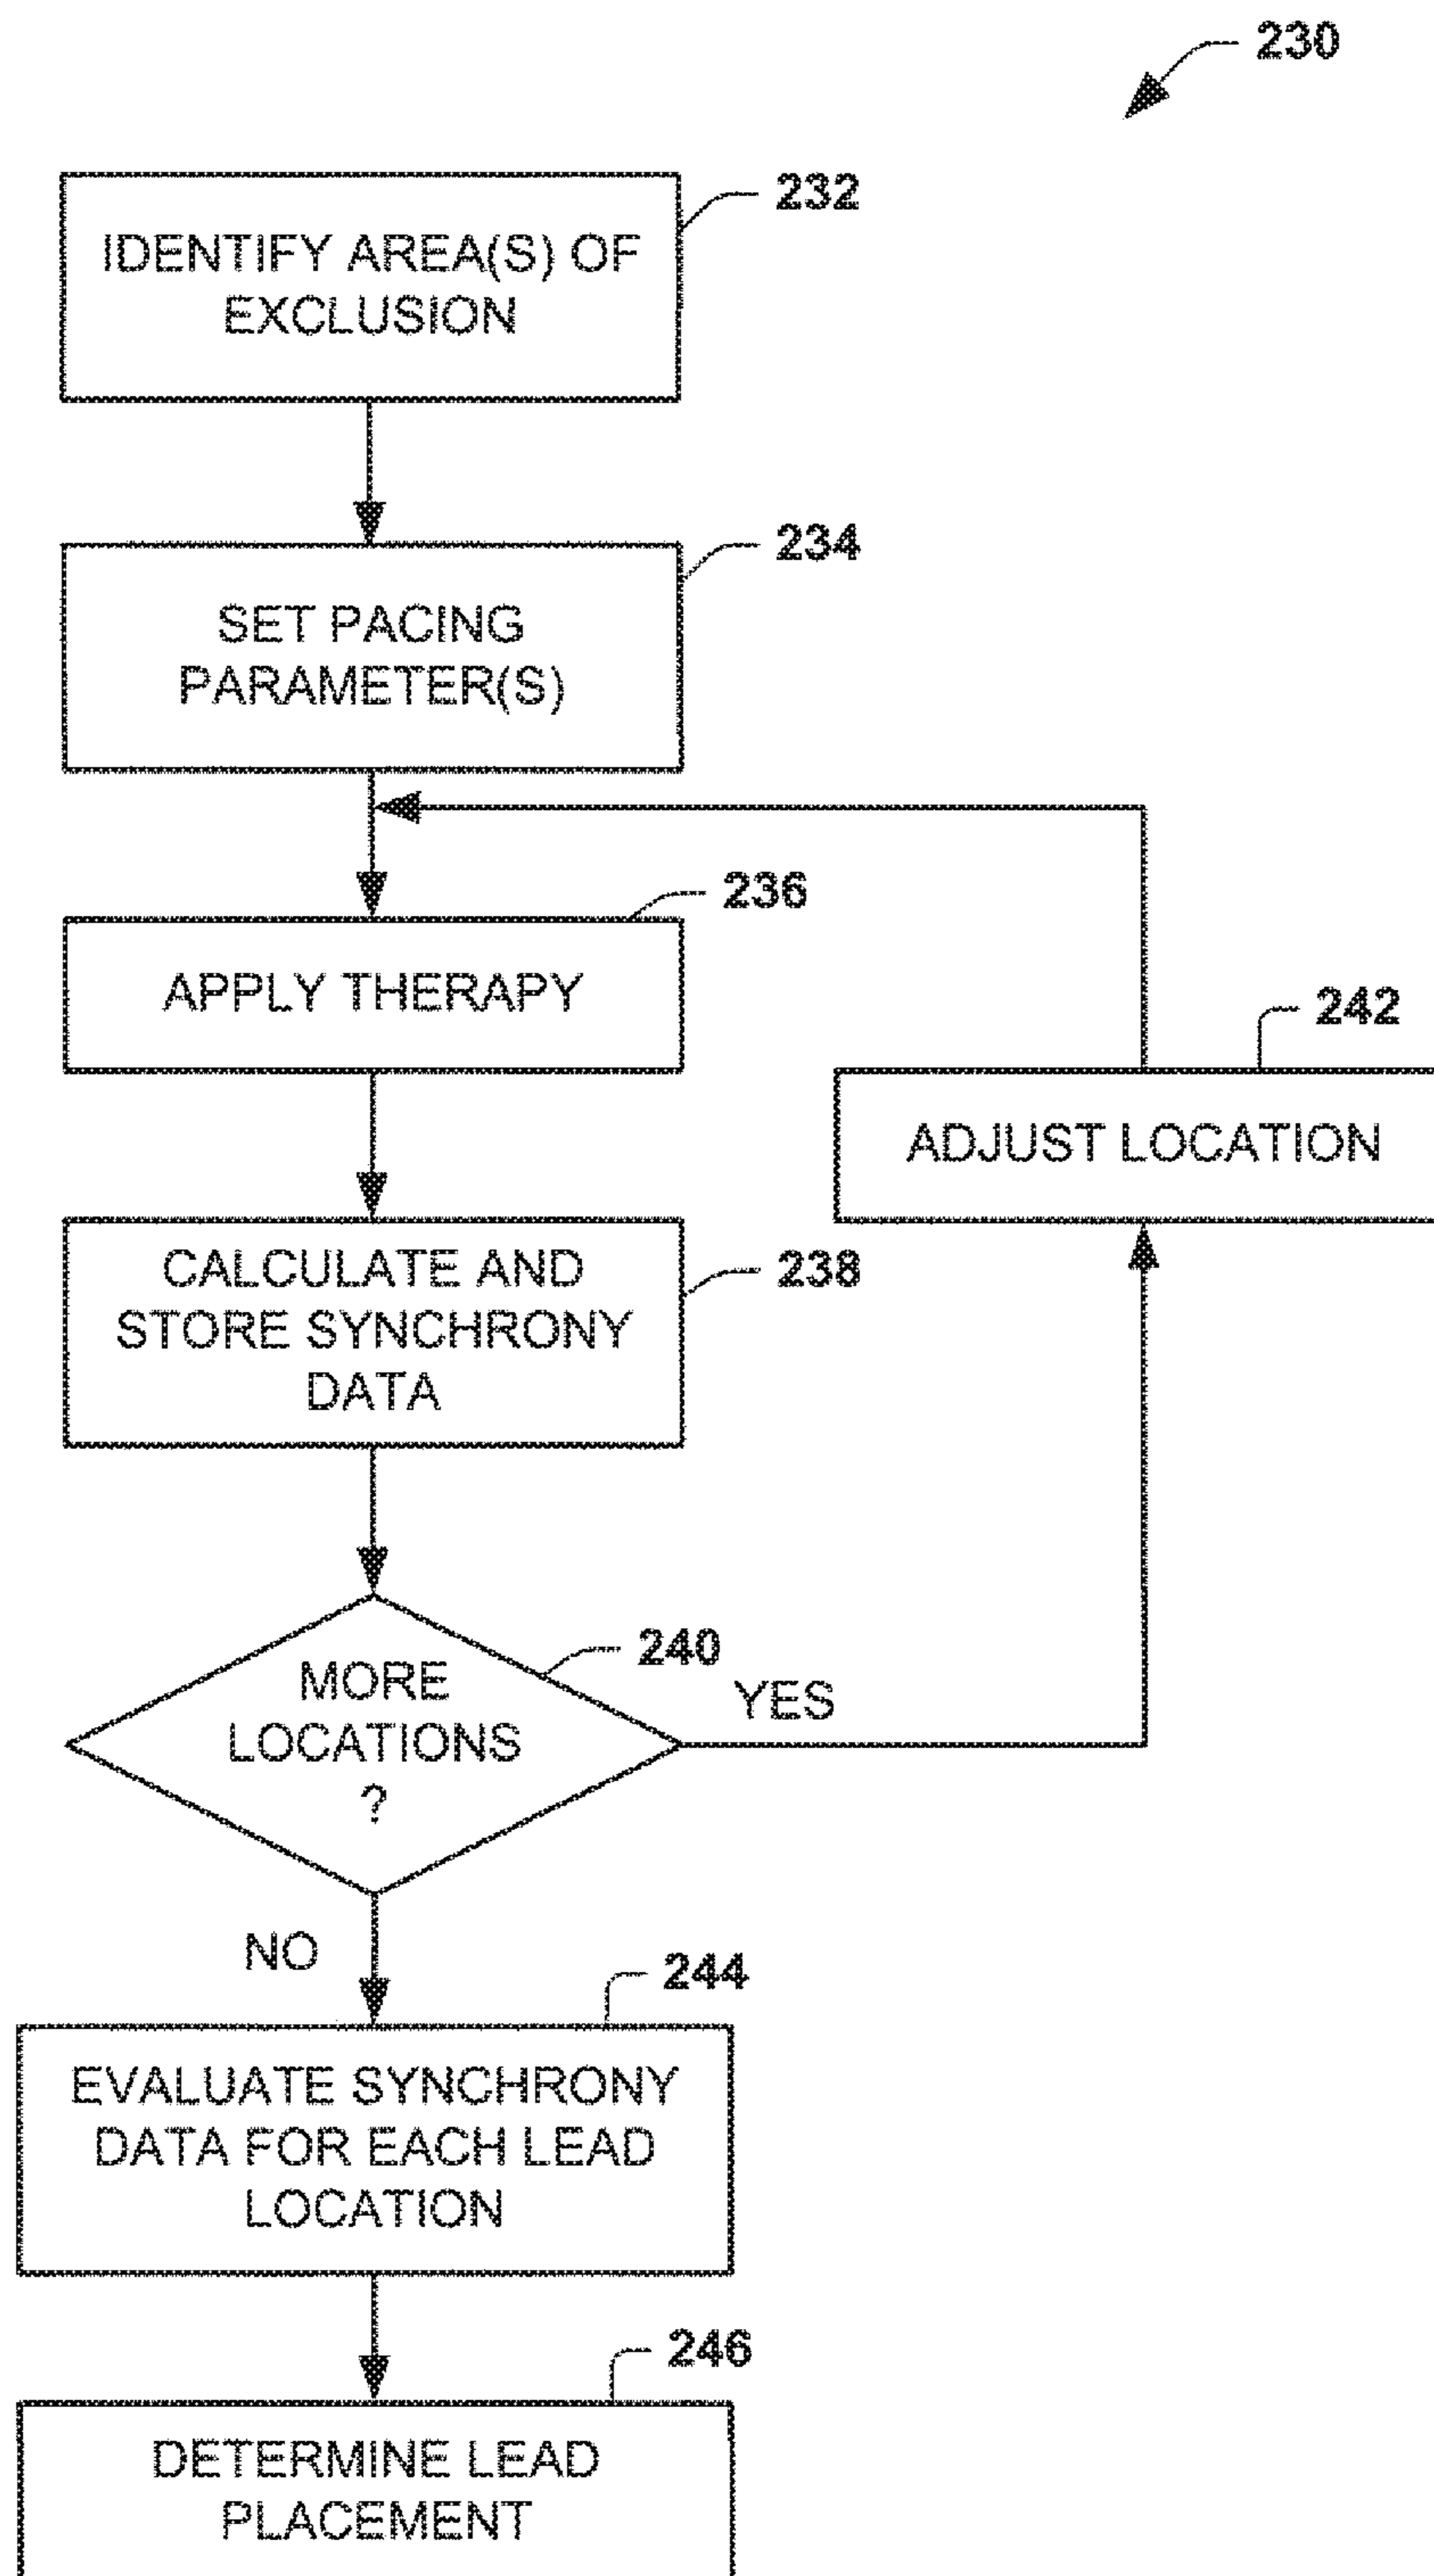 230
232
IDENTIFY AREA(S) OF
EXCLUSION
234
SET PACING
PARAMETER(S)
236
APPLY THERAPY
242
ADJUST LOCATION
238
CALCULATE AND
STORE SYNCHRONY
DATA
240
MORE
LOCATIONS
?
YES
NO
244
EVALUATE SYNCHRONY
DATA FOR EACH LEAD
LOCATION
246
DETERMINE LEAD
PLACEMENT